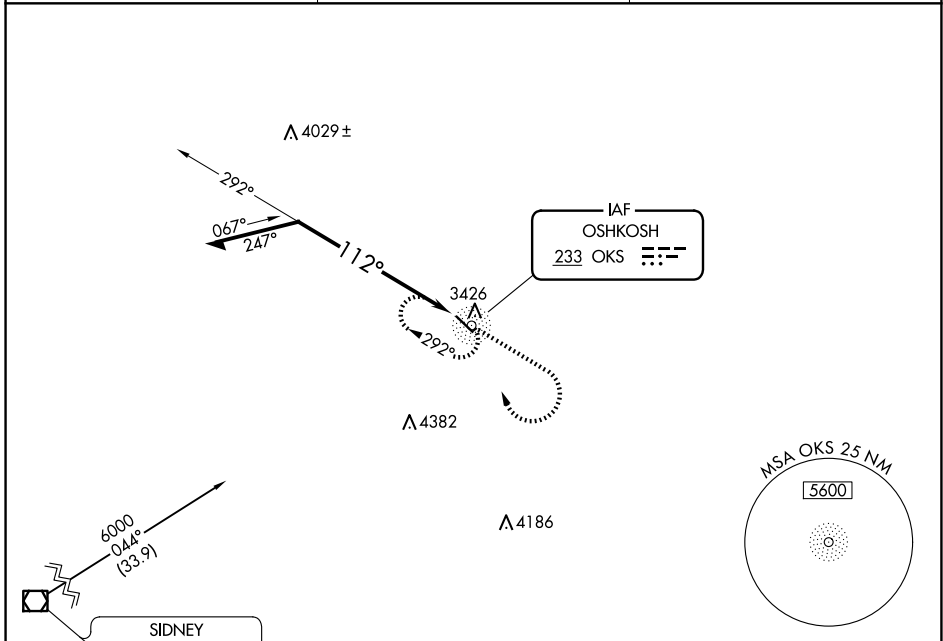 4029 ±
292°
067°
247°
112°
IAF
OSHKOSH
233 OKS
3426
292°
4382
MSA OKS 25 NM
5600
4186
6000
044°
(33.9)
SIDNEY